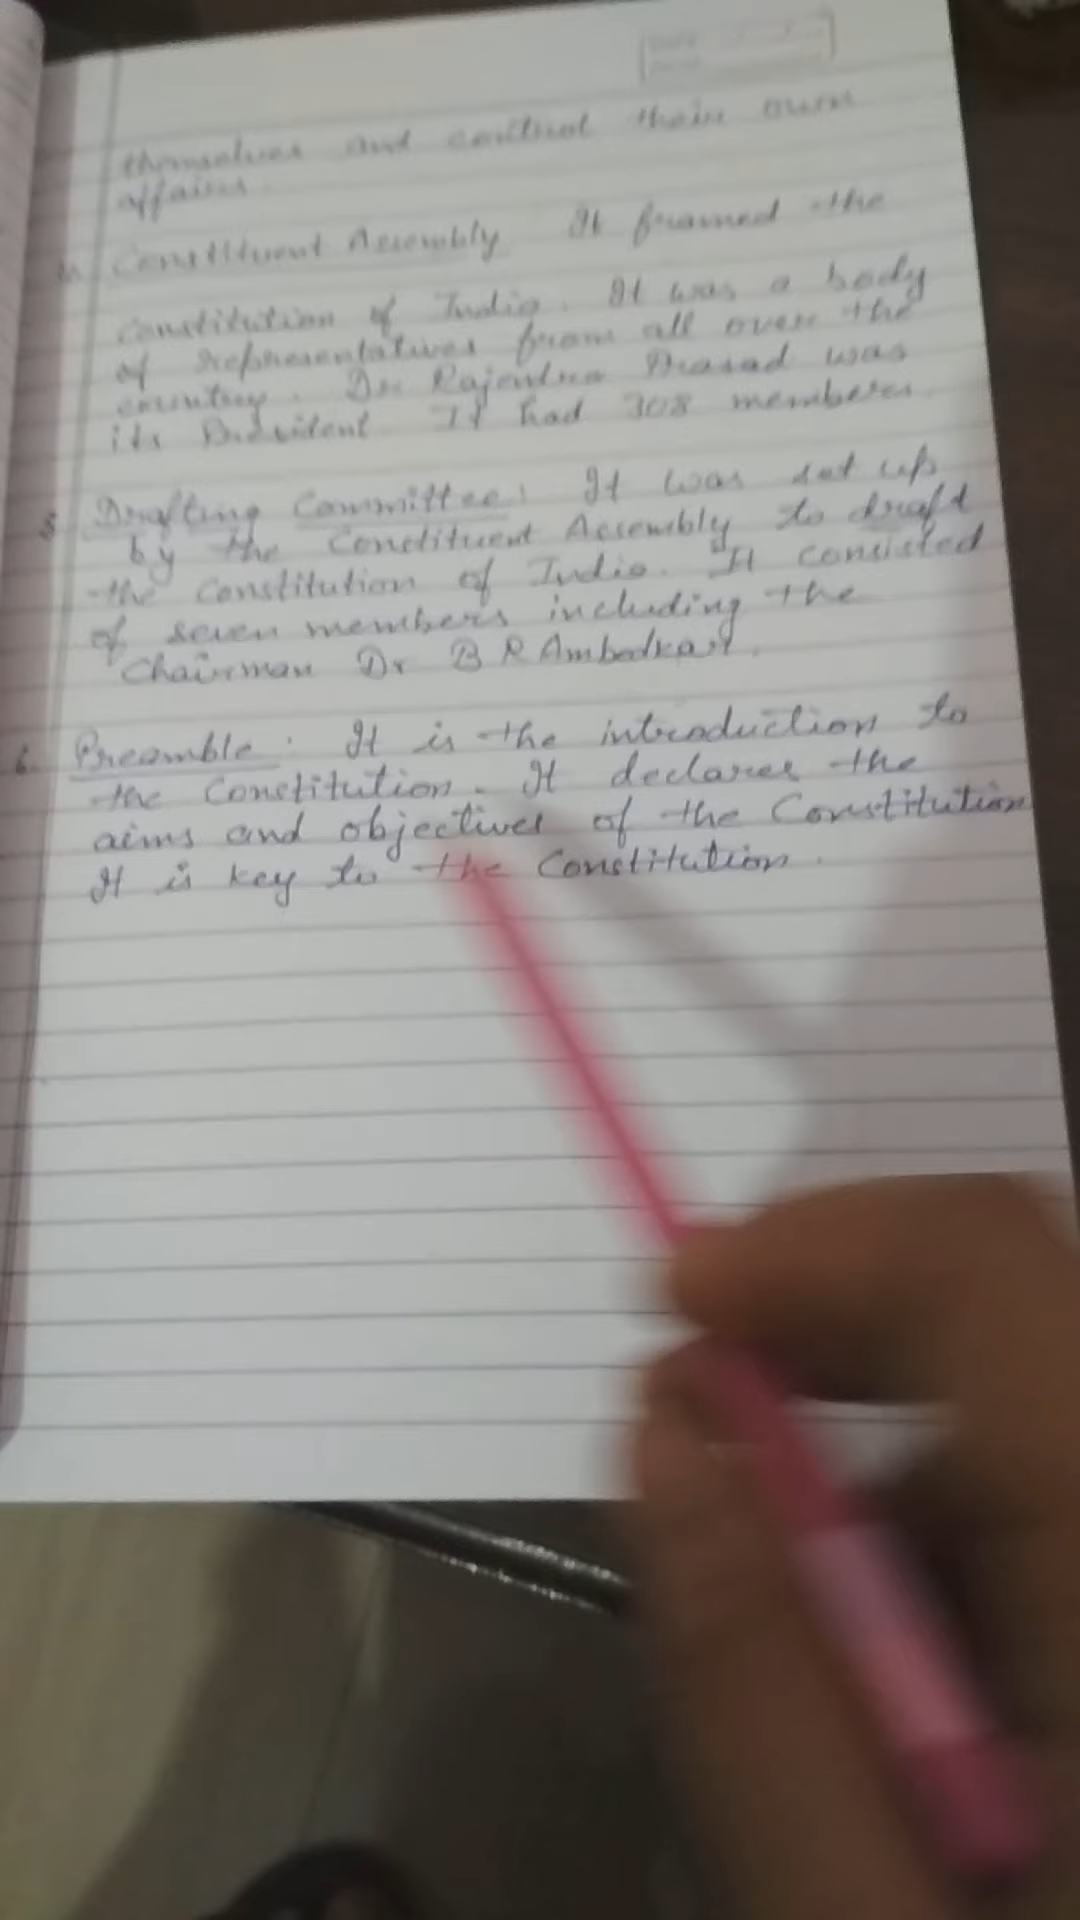 themselves and control their own
affairs.
Constituent Assembly It framed the
Constitution of India. It was a body
of representatives from all over the
country. Dr Rajendra Prasad was
its President It had 308 members.
5. Drafting Committee: It was set up
by the Constituent Assembly to draft
the Constitution of India. It consisted
of seven members including the
Chairman Dr B R Ambedkar.
6. Preamble: It is the introduction to
the Constitution. It declares the
aims and objectives of the Constitution
It is key to the Constitution.